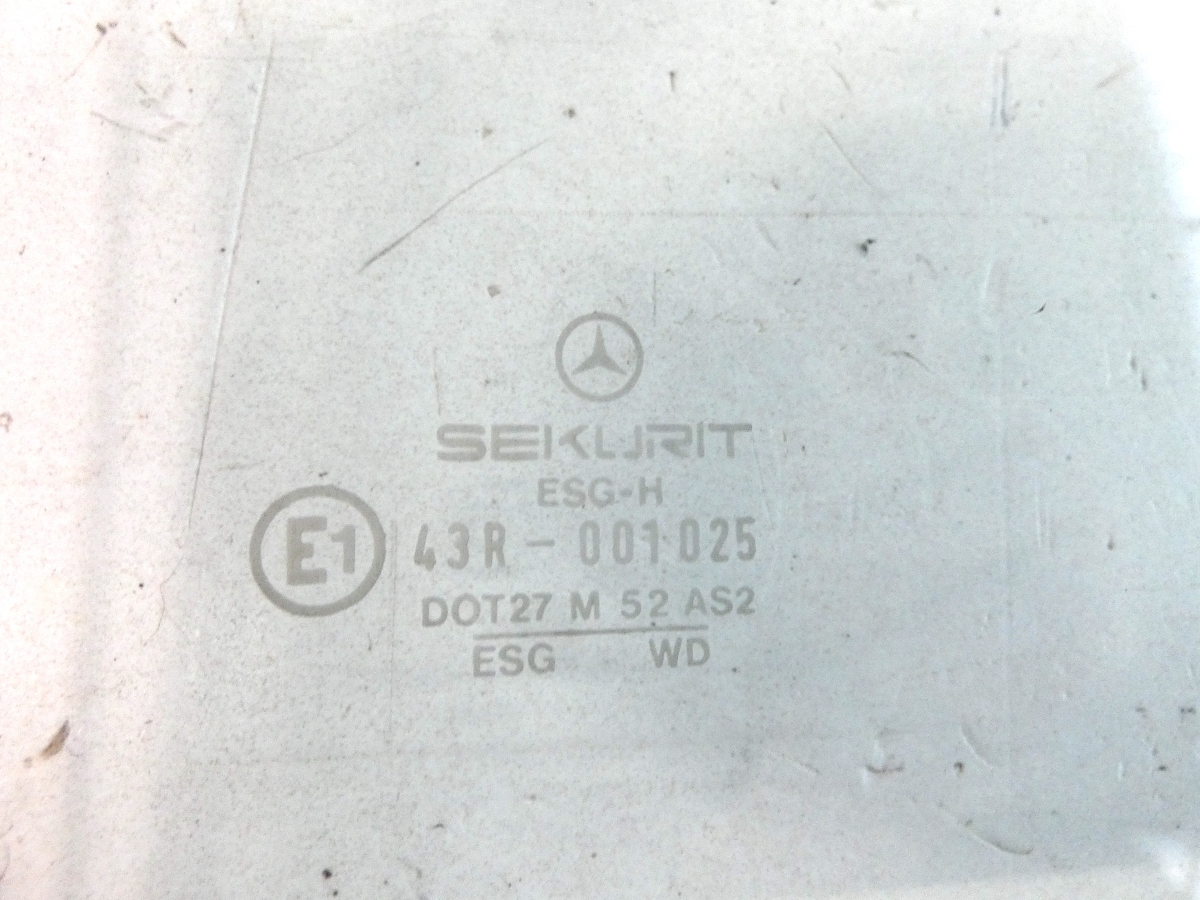 SEKURIT
ESG-H
E1 43R - 001025
DOT27 M 52 AS2
ESG WD